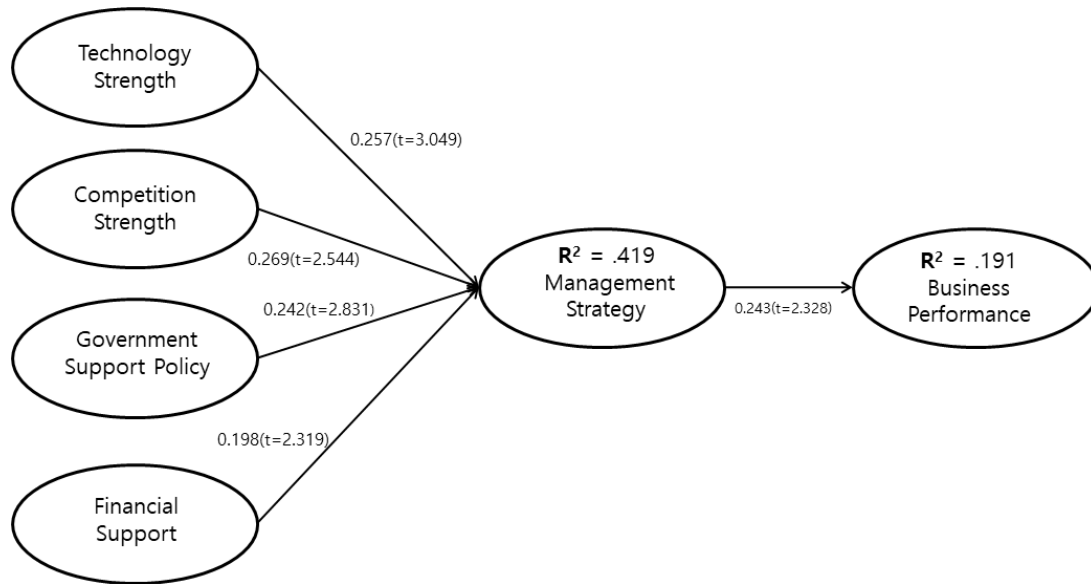 Technology
Strength
0.257(t=3.049)
Competition
Strength
0.269(t=2.544)
R² = .419
Management
Strategy
R² = .191
Business
Performance
0.243(t=2.328)
0.242(t=2.831)
Government
Support Policy
0.198(t=2.319)
Financial
Support